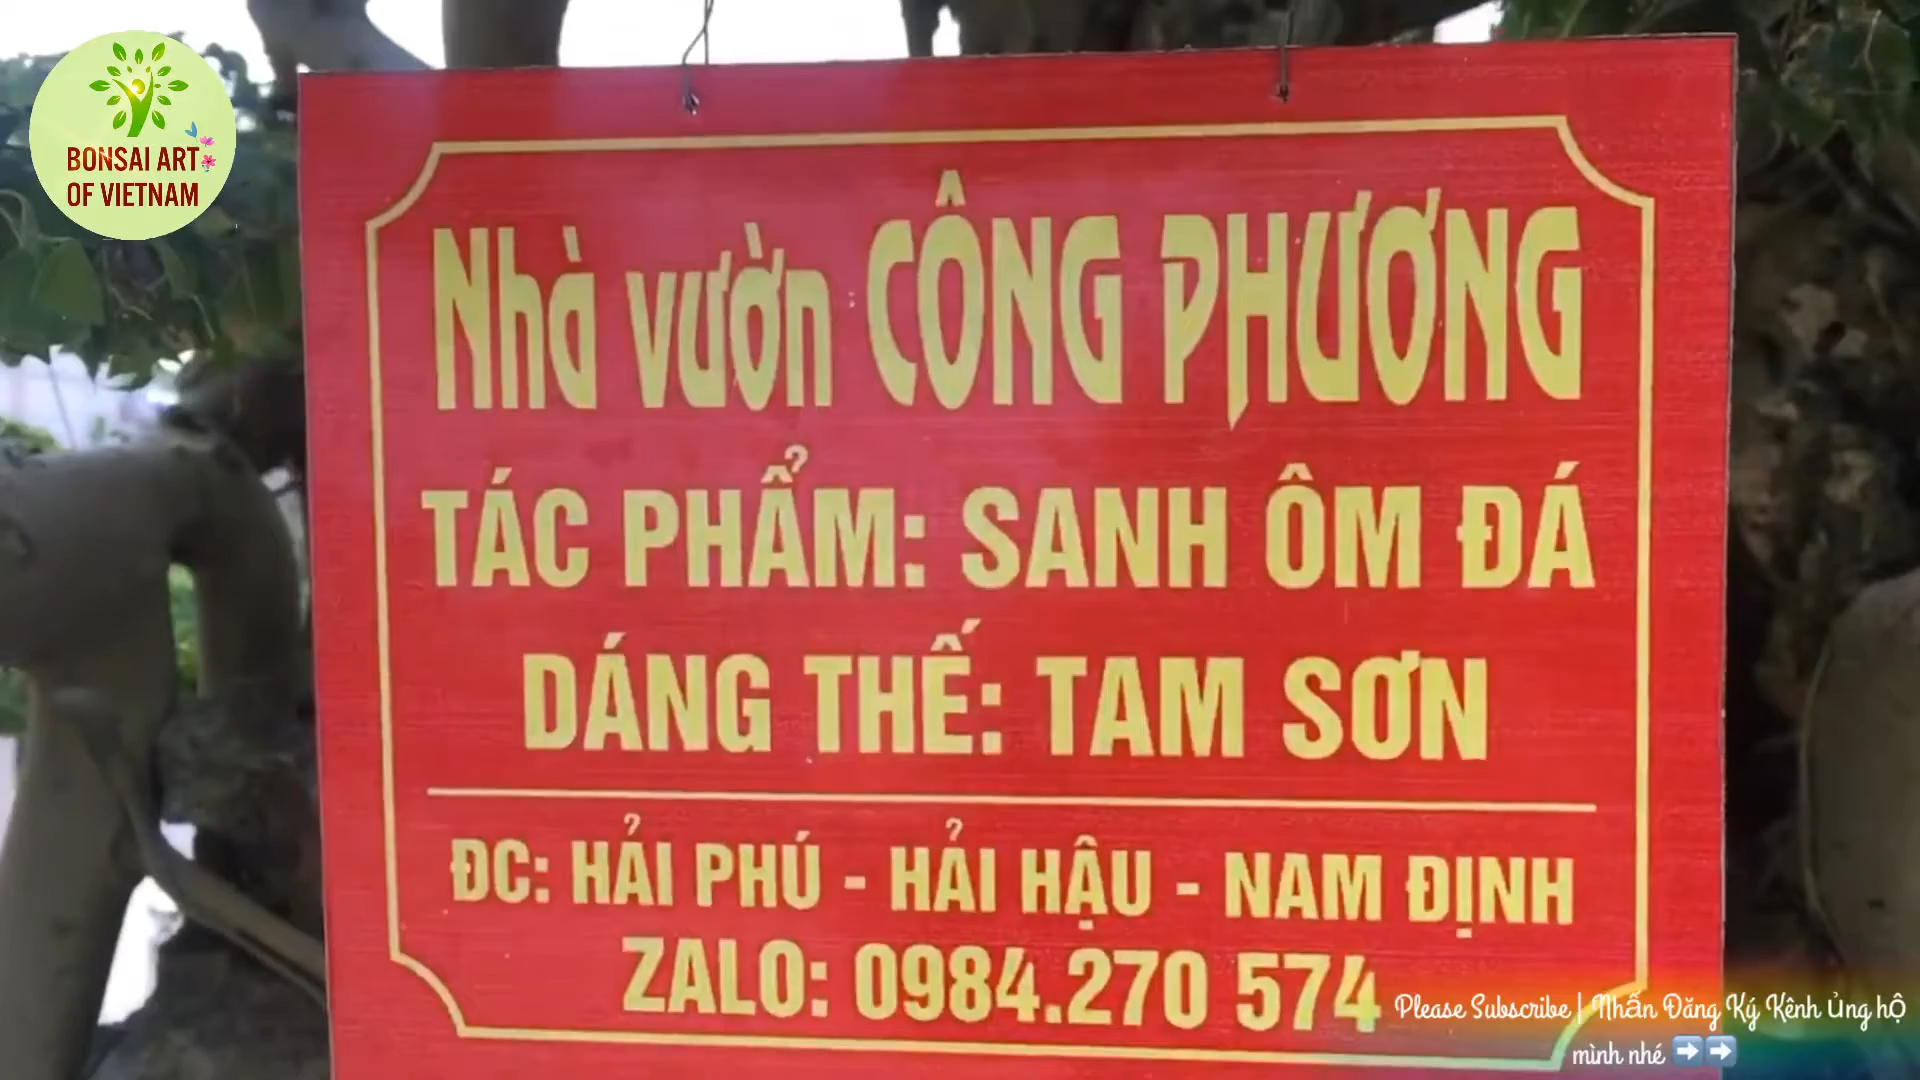 BONSAI ART
OF VIETNAM
Nhà vườn CÔNG PHƯƠNG
TÁC PHẨM: SANH ÔM ĐÁ
DÁNG THẾ: TAM SƠN
ĐC: HẢI PHÚ - HẢI HẬU - NAM ĐỊNH
ZALO: 0984.270 574
Please Subscribe | Nhấn Đăng Ký Kênh ủng hộ
mình nhé ➡️➡️